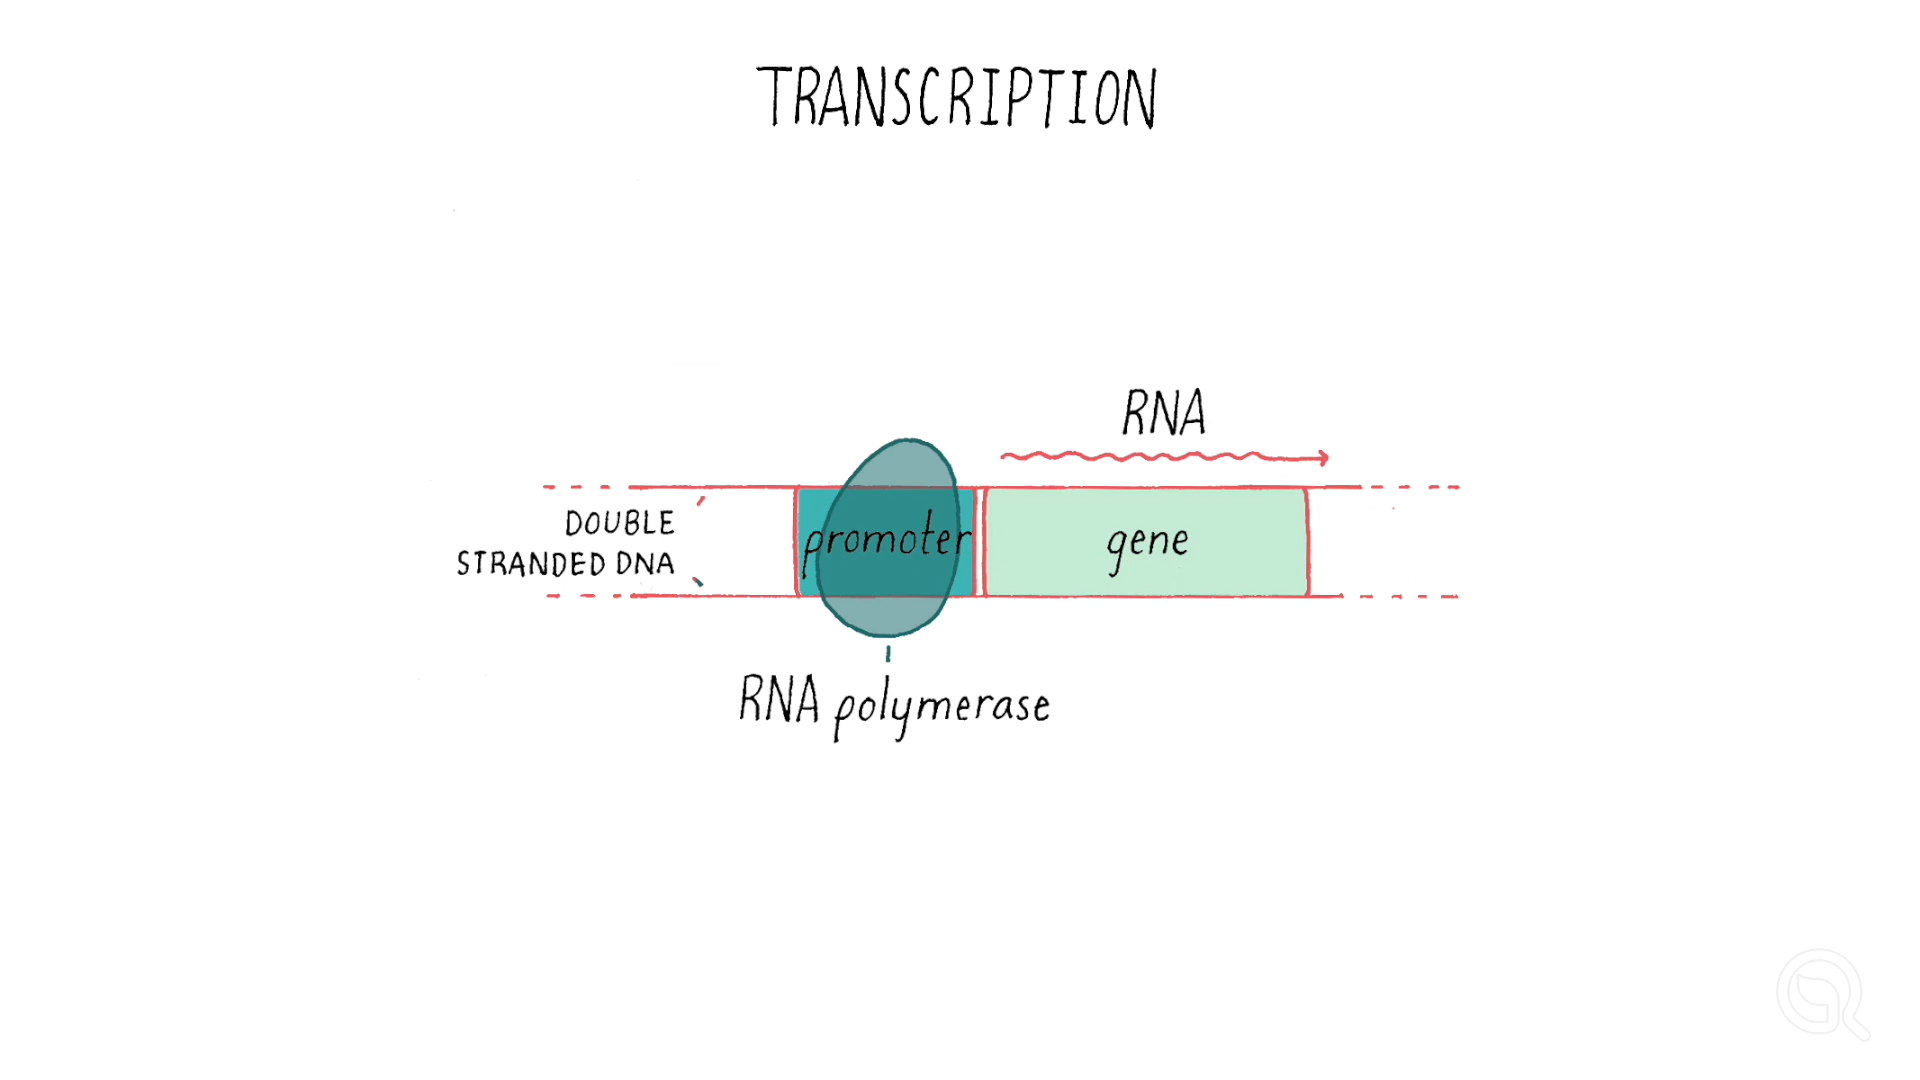 TRANSCRIPTION
RNA
DOUBLE
STRANDED DNA
promoter
gene
RNA polymerase